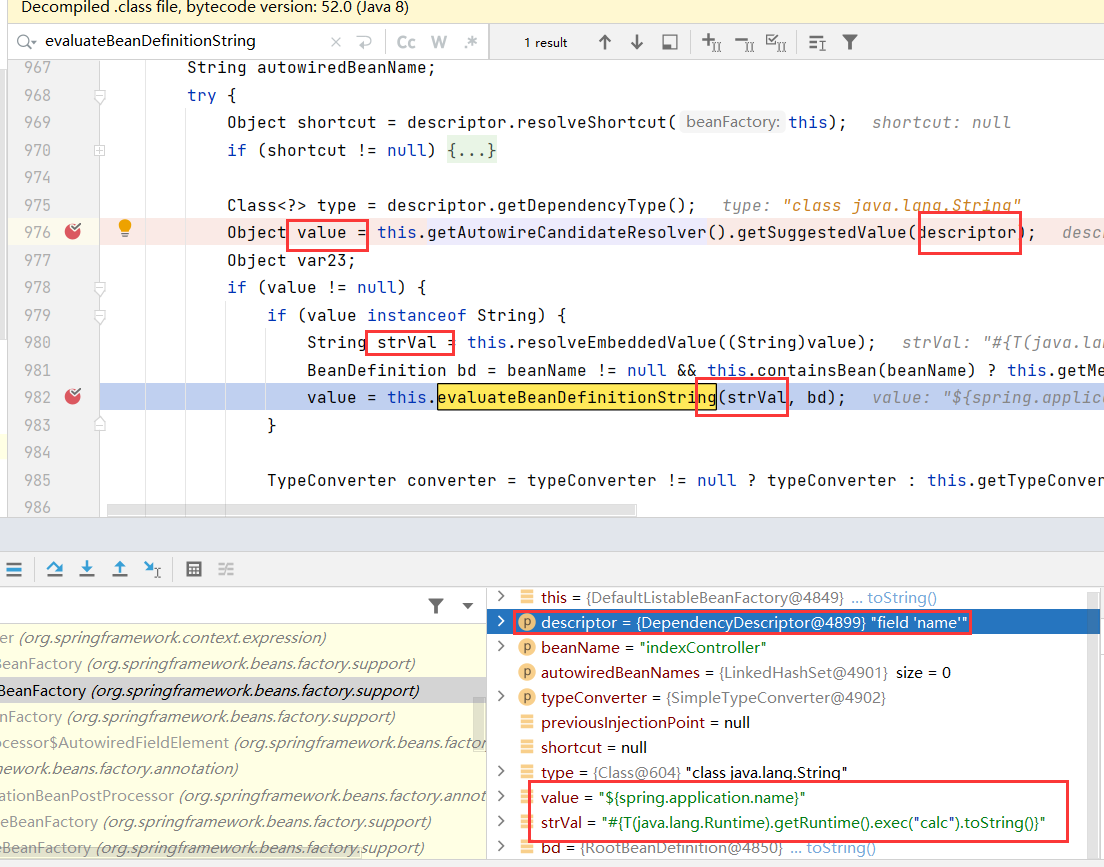 Decompiled .class file, bytecode version: 52.0 (Java 8)
evaluateBeanDefinitionString
Cc W .* 1 result
967 String autowiredBeanName;
968 try {
969 Object shortcut = descriptor.resolveShortcut( beanFactory: this); shortcut: null
970 if (shortcut != null) {...}
974
975 Class<?> type = descriptor.getDependencyType(); type: "class java.lang.String"
976 Object value = this.getAutowireCandidateResolver().getSuggestedValue(descriptor); desc
977 Object var23;
978 if (value != null) {
979 if (value instanceof String) {
980 String strVal = this.resolveEmbeddedValue((String)value); strVal: "#{T(java.la
981 BeanDefinition bd = beanName != null && this.containsBean(beanName) ? this.getMe
982 value = this.evaluateBeanDefinitionString(strVal, bd); value: "${spring.applic
983 }
984
985 TypeConverter converter = typeConverter != null ? typeConverter : this.getTypeConver
986
er (org.springframework.context.expression)
BeanFactory (org.springframework.beans.factory.support)
BeanFactory (org.springframework.beans.factory.support)
nFactory (org.springframework.beans.factory.support)
ocessor$AutowiredFieldElement (org.springframework.beans.factor
mework.beans.factory.annotation)
ationBeanPostProcessor (org.springframework.beans.factory.annot
eBeanFactory (org.springframework.beans.factory.support)
eBeanFactory (org.springframework.beans.factory.support)
this = {DefaultListableBeanFactory@4849} ... toString()
descriptor = {DependencyDescriptor@4899} "field 'name'"
beanName = "indexController"
autowiredBeanNames = {LinkedHashSet@4901} size = 0
typeConverter = {SimpleTypeConverter@4902}
previousInjectionPoint = null
shortcut = null
type = {Class@604} "class java.lang.String"
value = "${spring.application.name}"
strVal = "#{T(java.lang.Runtime).getRuntime().exec("calc").toString()}"
bd = {RootBeanDefinition@4850} ... toString()